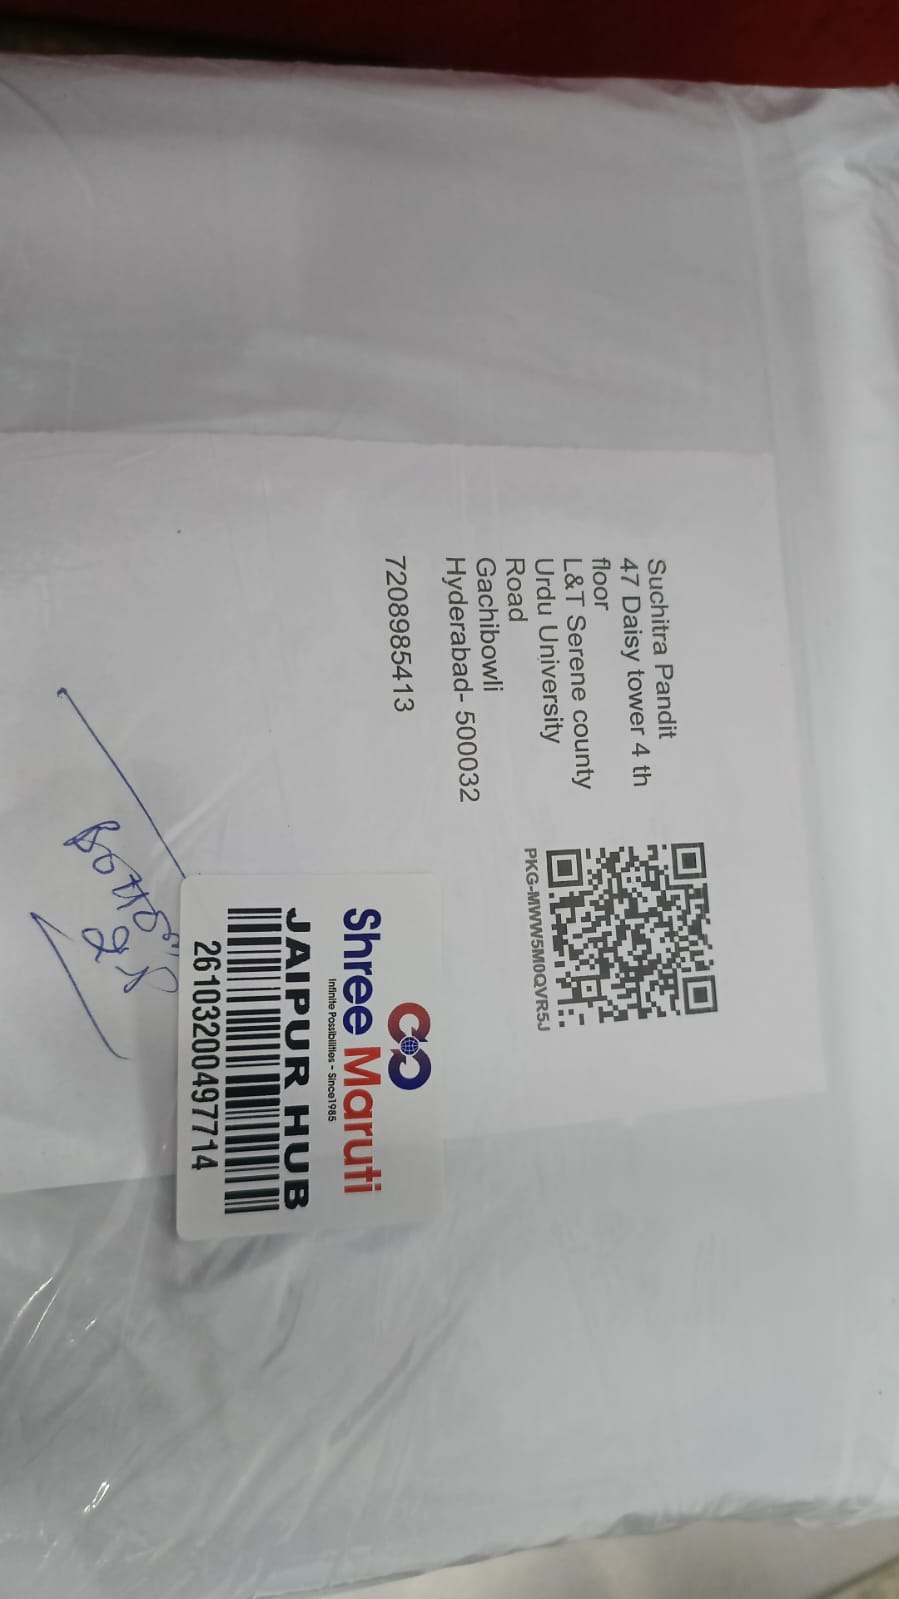 Suchitra Pandit
47 Daisy tower 4 th
floor
L&T Serene county
Urdu University
Road
Gachibowli
Hyderabad- 500032
7208985413
PKG-MWW5M0QVR5J
Shree Maruti
Infinite Possibilities - Since1985
JAIPUR HUB
26103200497714